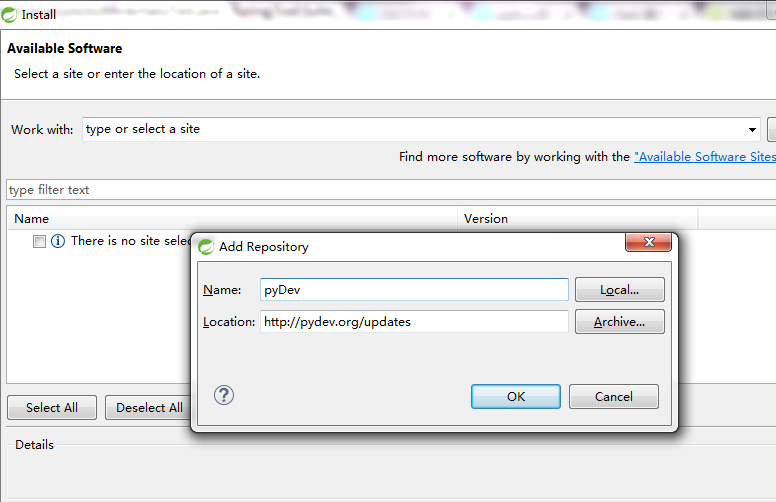 Install
Available Software
Select a site or enter the location of a site.
Work with: type or select a site
Find more software by working with the "Available Software Sites
type filter text
Name Version
There is no site selec
Add Repository
Name: pyDev Local...
Location: http://pydev.org/updates Archive...
OK Cancel
Select All Deselect All
Details